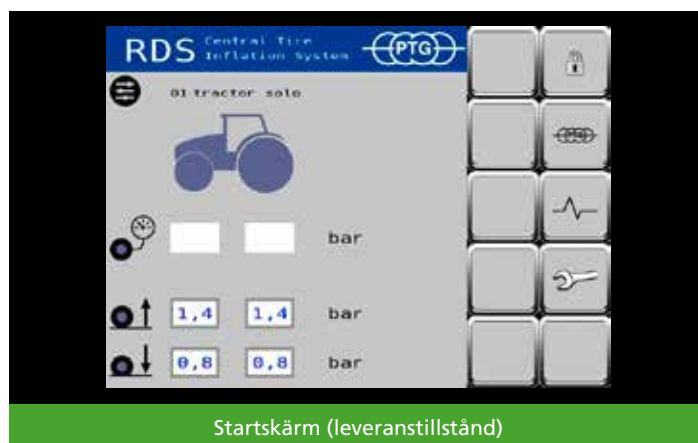 RDS Central Tire Inflation System PTG
01 tractor solo
PTG
bar
1,4 1,4 bar
0,8 0,8 bar
Startskärm (leveranstillstånd)